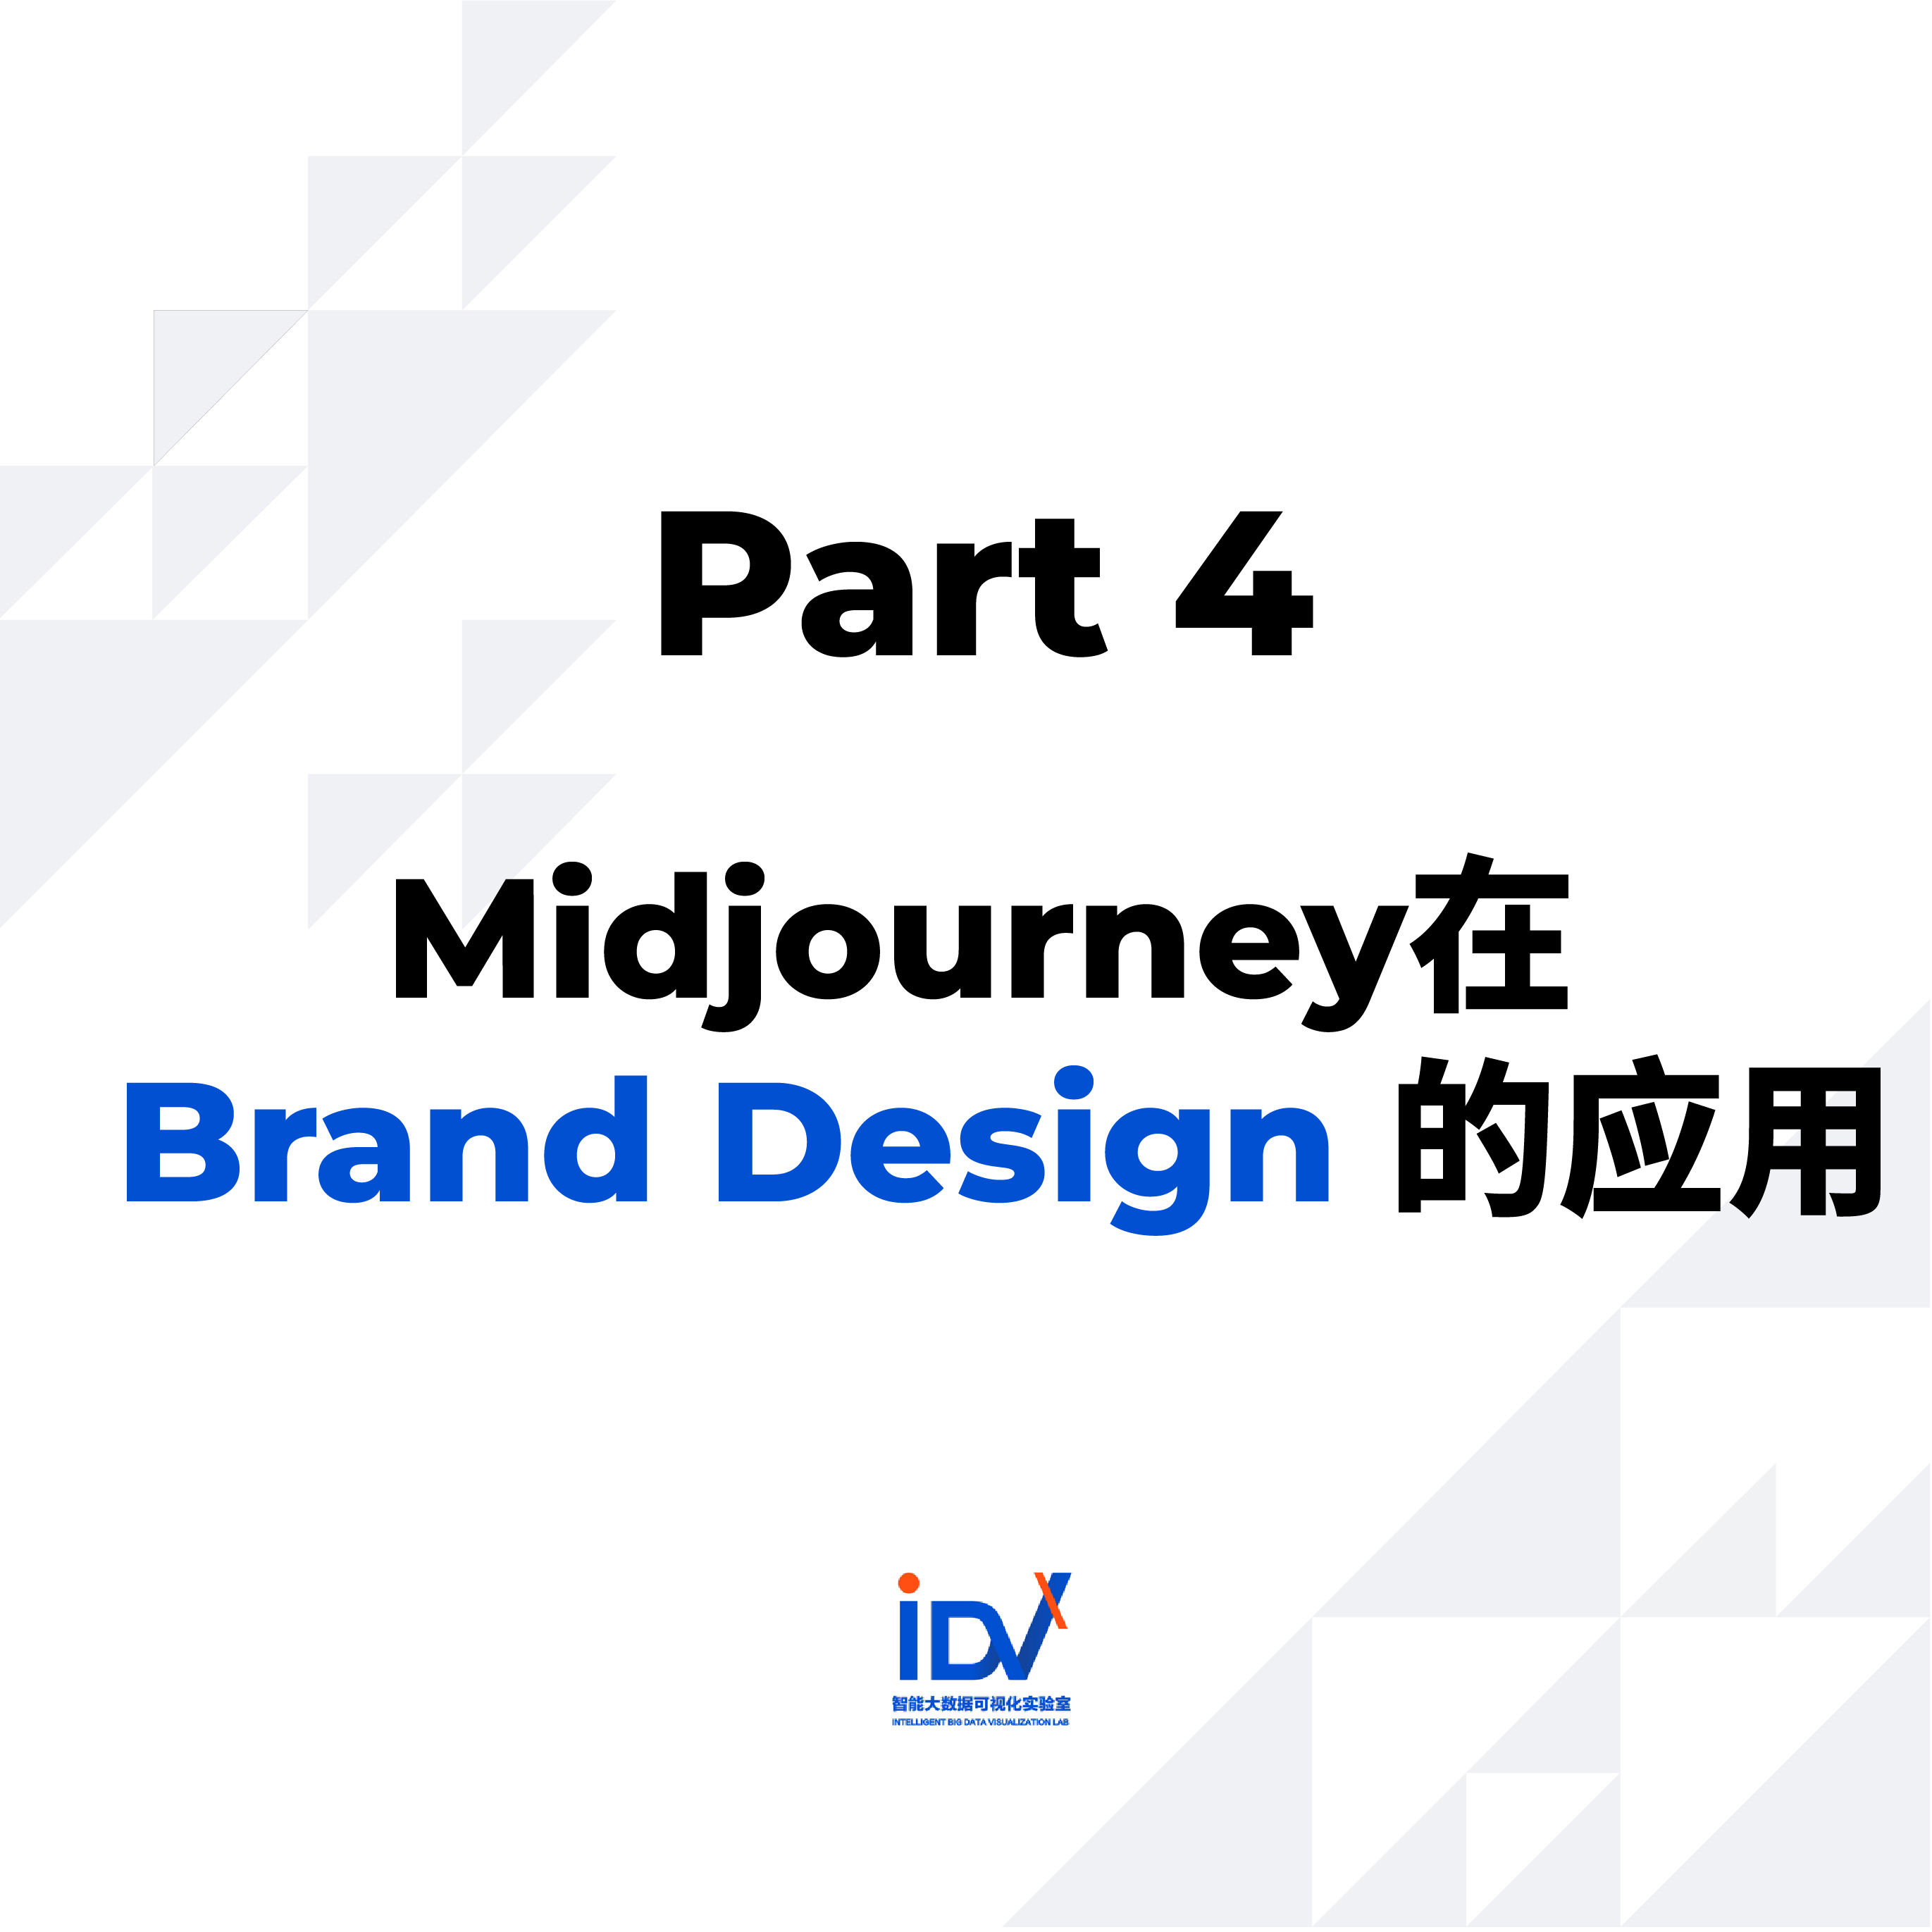 Part 4
Midjourney在
Brand Design 的应用
iDVX
智能大数据可视化实验室
INTELLIGENT BIG DATA VISUALIZATION LAB